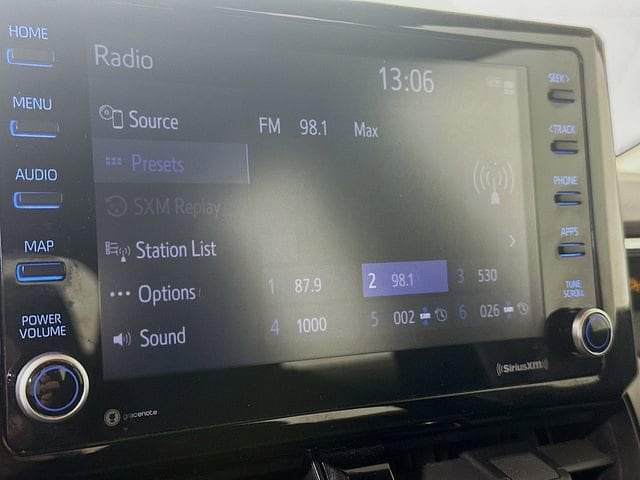 HOME
MENU
AUDIO
MAP
POWER
VOLUME
Radio
13:06
Source
FM 98.1 Max
Presets
SXM Replay
Station List
Options
Sound
1 87.9
2 98.1
3 530
4 1000
5 002
6 026
SEEK>
<TRACK
PHONE
APPS
TUNE
SCROLL
gracenote
((SiriusXM))